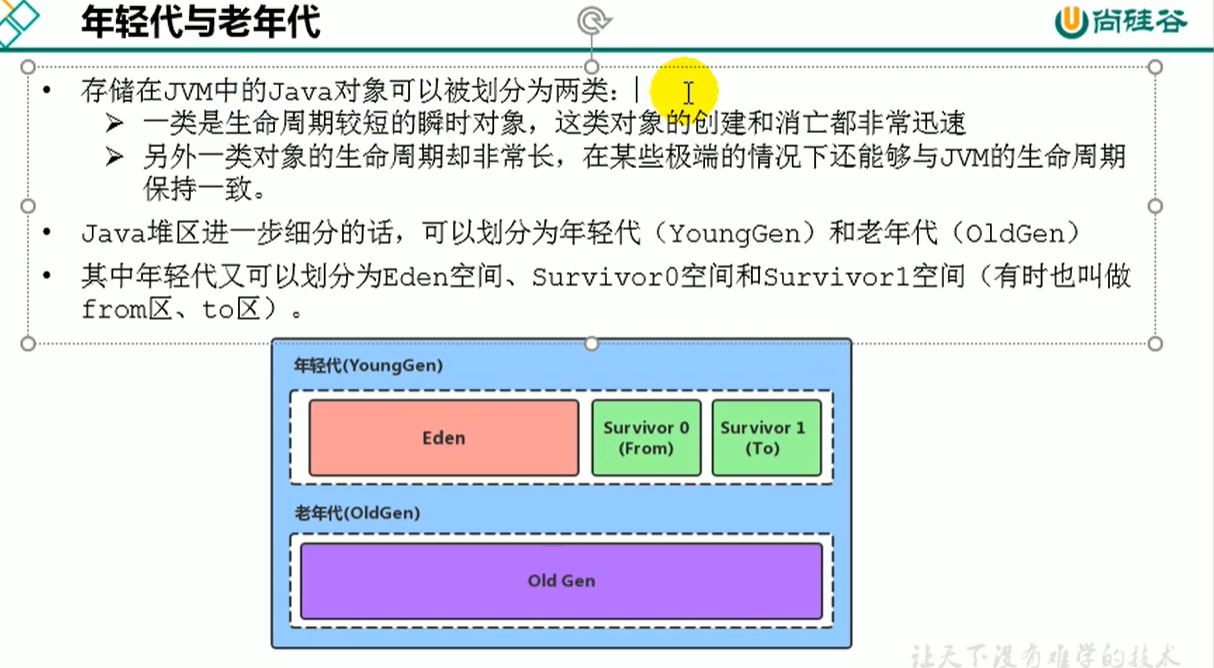 年轻代与老年代
尚硅谷
• 存储在JVM中的Java对象可以被划分为两类：
➢ 一类是生命周期较短的瞬时对象，这类对象的创建和消亡都非常迅速
➢ 另外一类对象的生命周期却非常长，在某些极端的情况下还能够与JVM的生命周期
保持一致。
• Java堆区进一步细分的话，可以划分为年轻代（YoungGen）和老年代（OldGen）
• 其中年轻代又可以划分为Eden空间、Survivor0空间和Survivor1空间（有时也叫做
from区、to区）。
年轻代(YoungGen)
Eden
Survivor 0
(From)
Survivor 1
(To)
老年代(OldGen)
Old Gen
让天下没有难学的技术